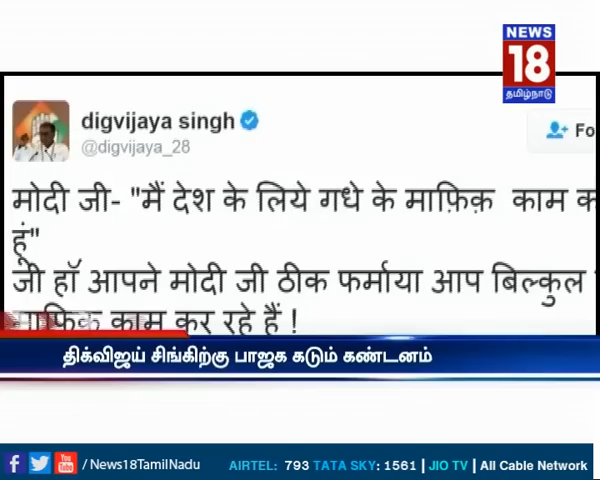 NEWS
18
தமிழ்நாடு
digvijaya singh
@digvijaya_28
Fo
मोदी जी- "मैं देश के लिये गधे के माफ़िक़ काम क
हूं"
जी हॉं आपने मोदी जी ठीक फर्माया आप बिल्कुल
माफ़िक़ काम कर रहे हैं !
திக்விஜய் சிங்கிற்கு பாஜக கடும் கண்டனம்
/News18TamilNadu
AIRTEL: 793 TATA SKY: 1561 | JIO TV | All Cable Network